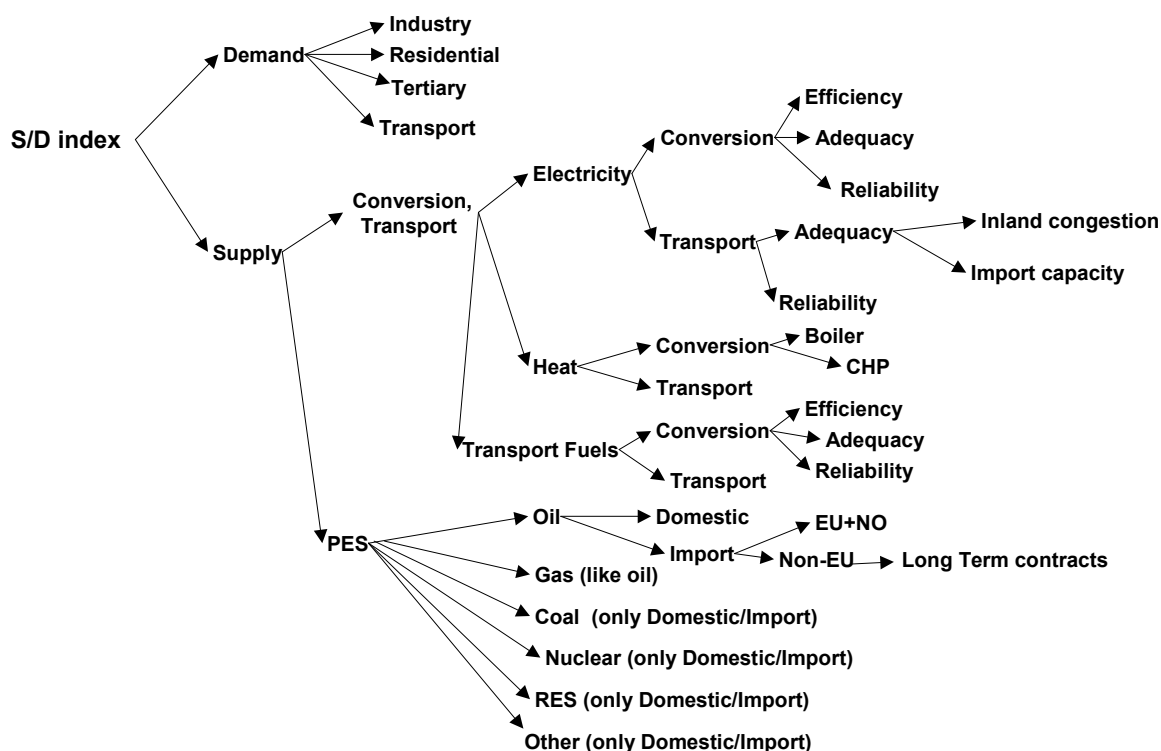 Industry
Demand
Residential
Tertiary
Transport
S/D index
Efficiency
Conversion
Adequacy
Reliability
Electricity
Conversion,
Transport
Supply
Transport
Adequacy
Inland congestion
Import capacity
Reliability
Heat
Conversion
Boiler
CHP
Transport
Transport Fuels
Conversion
Efficiency
Adequacy
Reliability
Transport
PES
Oil
Domestic
Import
EU+NO
Non-EU
Long Term contracts
Gas (like oil)
Coal (only Domestic/Import)
Nuclear (only Domestic/Import)
RES (only Domestic/Import)
Other (only Domestic/Import)